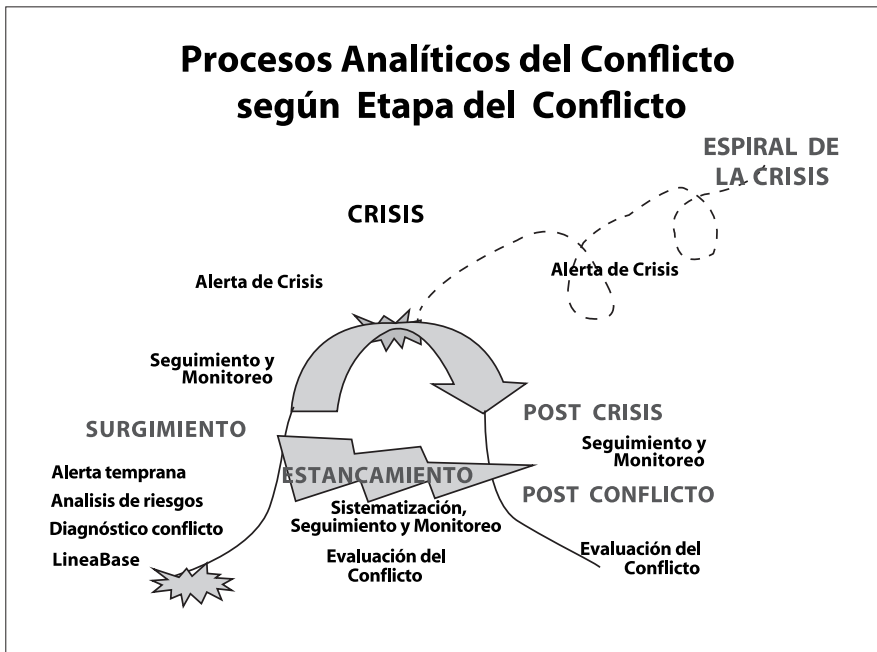 Procesos Analíticos del Conflicto
según Etapa del Conflicto
ESPIRAL DE
LA CRISIS
CRISIS
Alerta de Crisis
Alerta de Crisis
Seguimiento y
Monitoreo
SURGIMIENTO
Alerta temprana
Analisis de riesgos
Diagnóstico conflicto
LineaBase
ESTANCAMIENTO
Sistematización,
Seguimiento y Monitoreo
Evaluación del
Conflicto
POST CRISIS
Seguimiento y
Monitoreo
POST CONFLICTO
Evaluación del
Conflicto